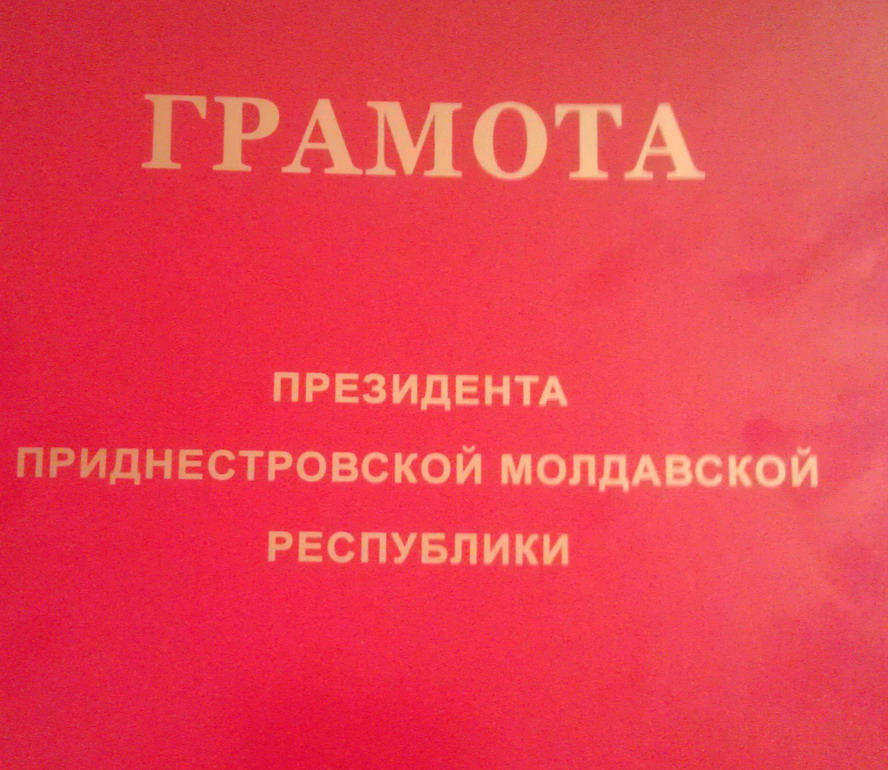 ГРАМОТА
ПРЕЗИДЕНТА
ПРИДНЕСТРОВСКОЙ МОЛДАВСКОЙ
РЕСПУБЛИКИ